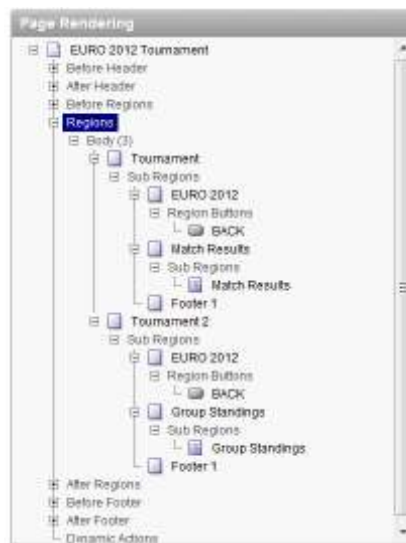 Page Rendering
EURO 2012 Tournament
Before Header
After Header
Before Regions
Regions
Body (3)
Tournament
Sub Regions
EURO 2012
Region Buttons
BACK
Match Results
Sub Regions
Match Results
Footer 1
Tournament 2
Sub Regions
EURO 2012
Region Buttons
BACK
Group Standings
Sub Regions
Group Standings
Footer 1
After Regions
Before Footer
After Footer
Dynamic Actions